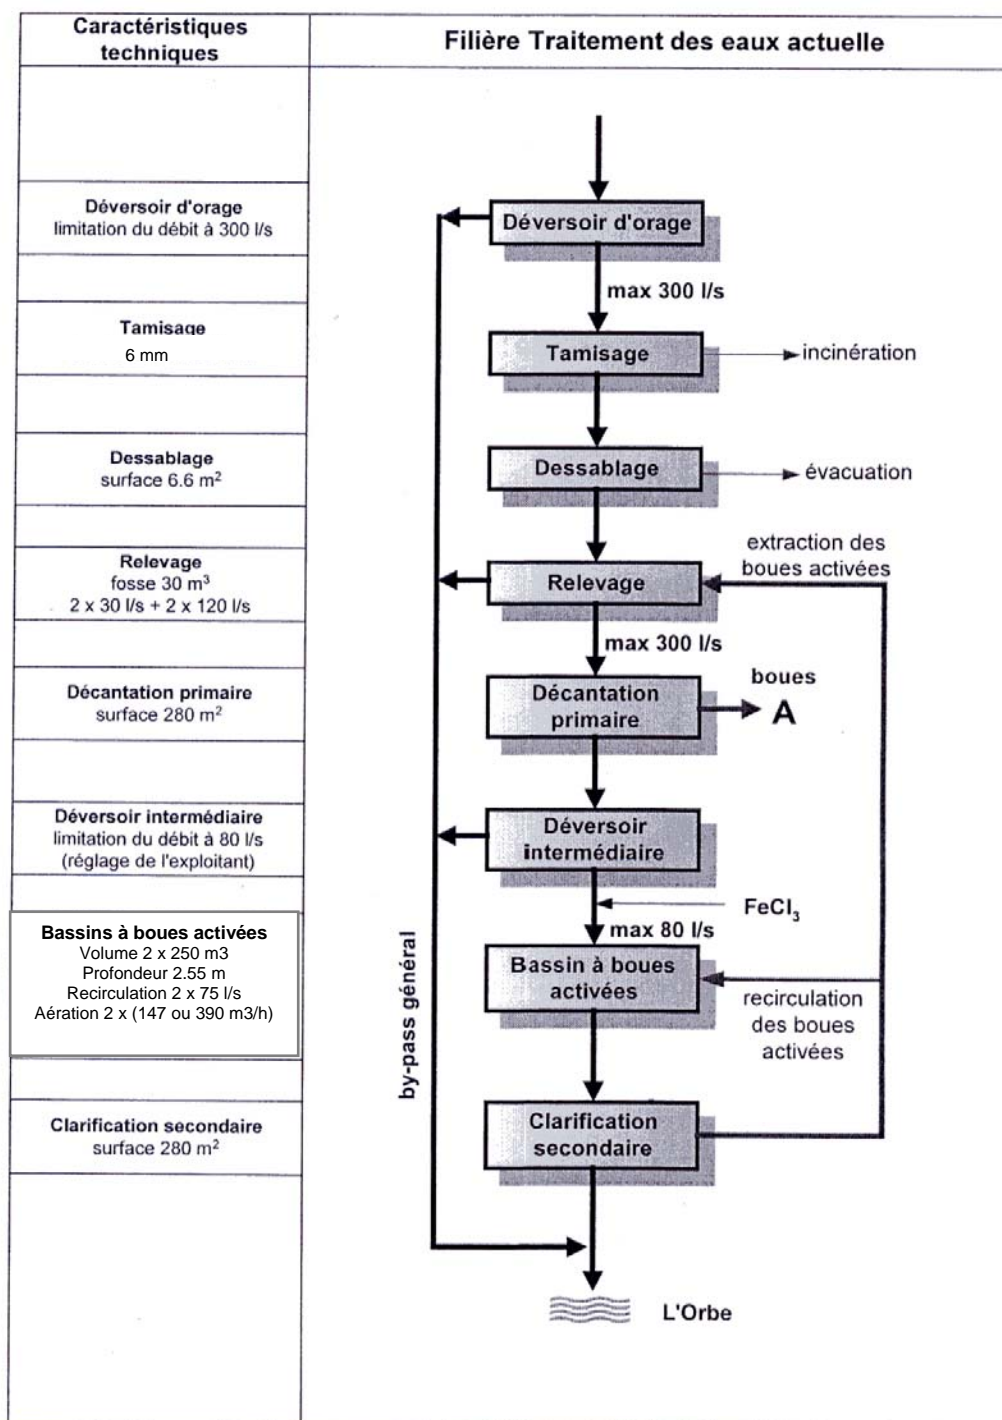 Caractéristiques
techniques
Filière Traitement des eaux actuelle
Déversoir d'orage
limitation du débit à 300 l/s
Déversoir d'orage
max 300 l/s
Tamisage
6 mm
Tamisage
incinération
Dessablage
surface 6.6 m²
Dessablage
évacuation
Relevage
fosse 30 m³
2 x 30 l/s + 2 x 120 l/s
extraction des
boues activées
Relevage
max 300 l/s
Décantation primaire
surface 280 m²
Décantation
primaire
boues
A
Déversoir intermédiaire
limitation du débit à 80 l/s
(réglage de l'exploitant)
Déversoir
intermédiaire
FeCl₃
max 80 l/s
Bassins à boues activées
Volume 2 x 250 m3
Profondeur 2.55 m
Recirculation 2 x 75 l/s
Aération 2 x (147 ou 390 m3/h)
Bassin à boues
activées
recirculation
des boues
activées
by-pass général
Clarification secondaire
surface 280 m²
Clarification
secondaire
L'Orbe